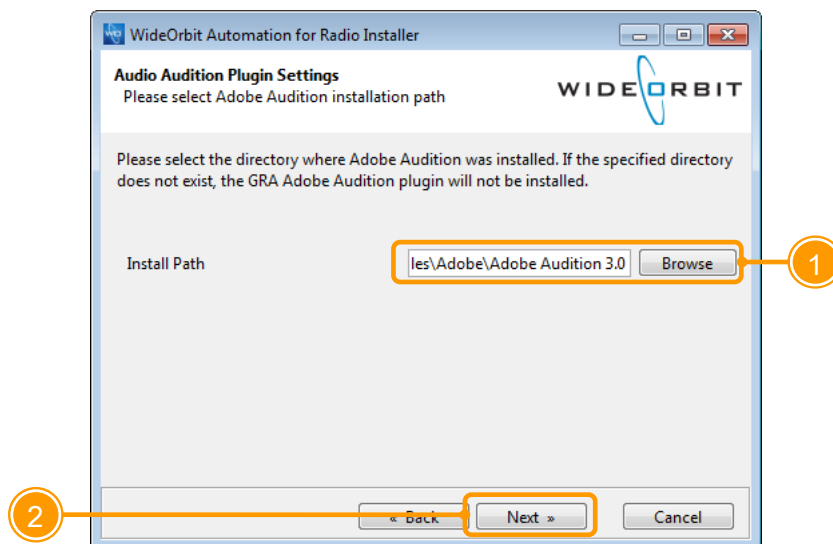 WideOrbit Automation for Radio Installer
Audio Audition Plugin Settings
Please select Adobe Audition installation path
WIDEORBIT
Please select the directory where Adobe Audition was installed. If the specified directory
does not exist, the GRA Adobe Audition plugin will not be installed.
Install Path
les\Adobe\Adobe Audition 3.0
Browse
1
2
« Back
Next »
Cancel